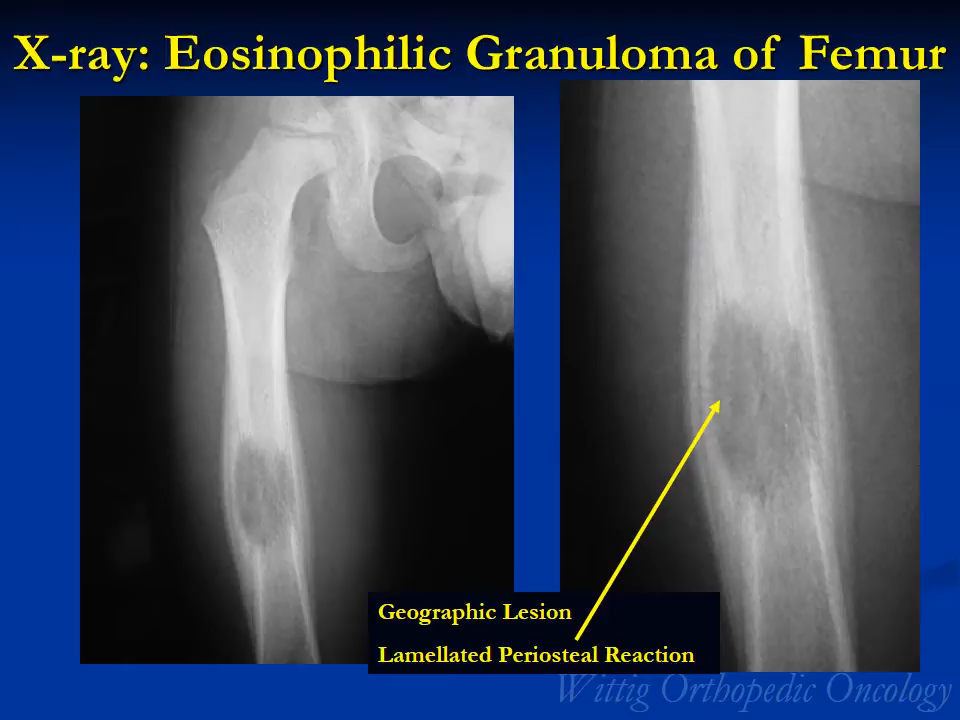 X-ray: Eosinophilic Granuloma of Femur
Geographic Lesion
Lamellated Periosteal Reaction
Wittig Orthopedic Oncology